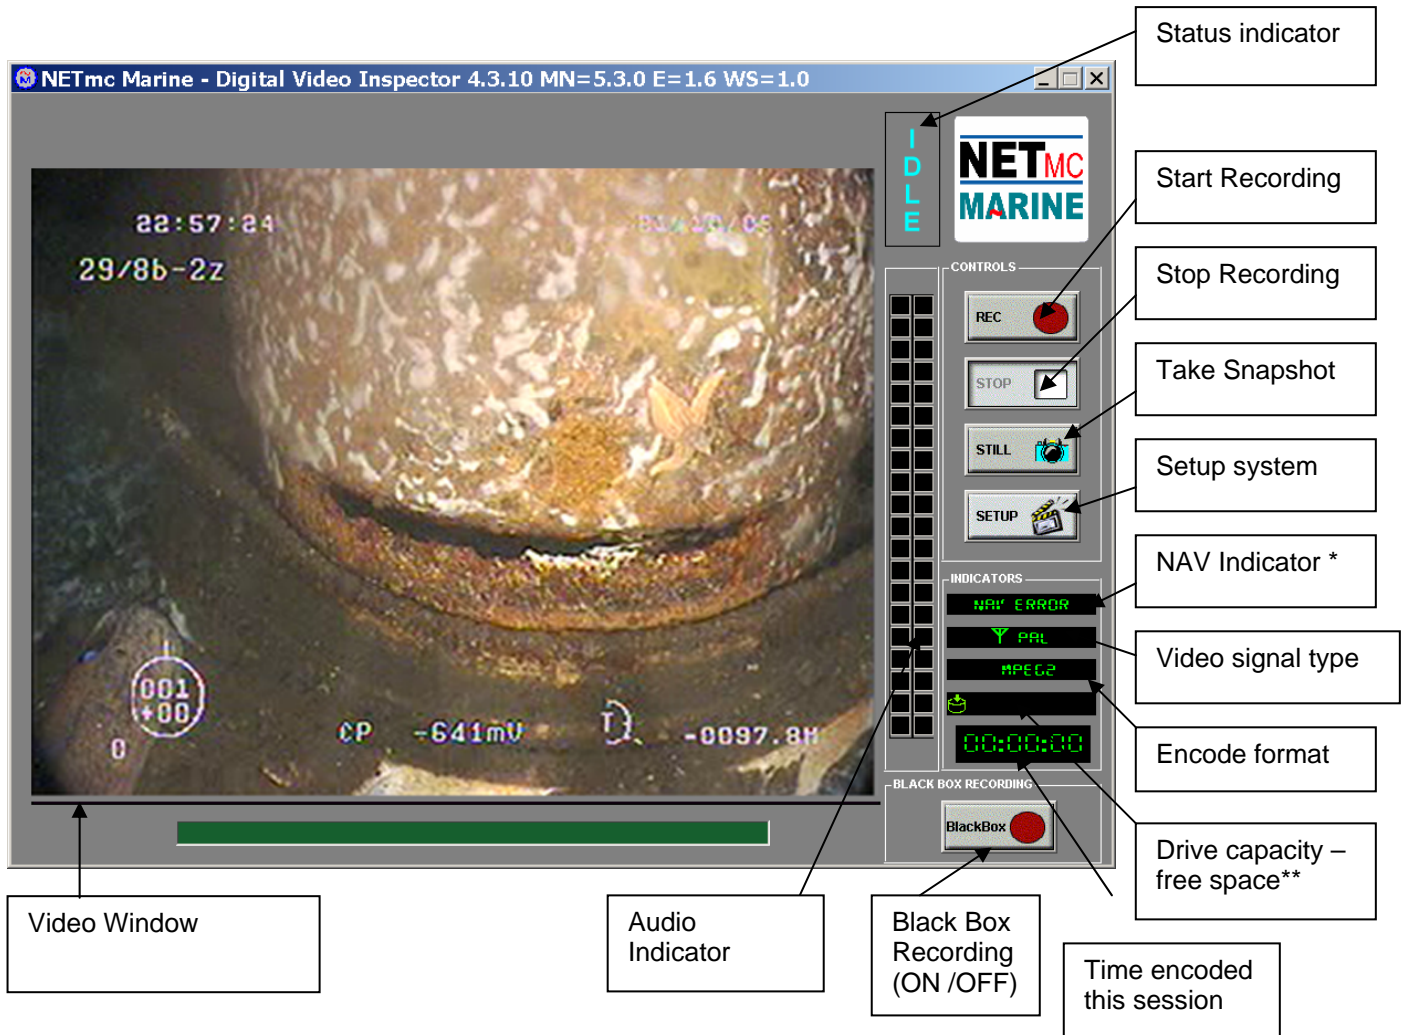 Status indicator
NETmc Marine - Digital Video Inspector 4.3.10 MN=5.3.0 E=1.6 WS=1.0
IDLE
NETMC
MARINE
Start Recording
22:57:24
29/8b-2z
CONTROLS
REC
Stop Recording
STOP
Take Snapshot
STILL
Setup system
SETUP
NAV Indicator *
INDICATORS
NAV ERROR
PAL
Video signal type
MPEG2
001
+00
0
CP -641mV
T
-0097.8M
00:00:00
Encode format
BLACK BOX RECORDING
BlackBox
Drive capacity –
free space**
Video Window
Audio
Indicator
Black Box
Recording
(ON /OFF)
Time encoded
this session